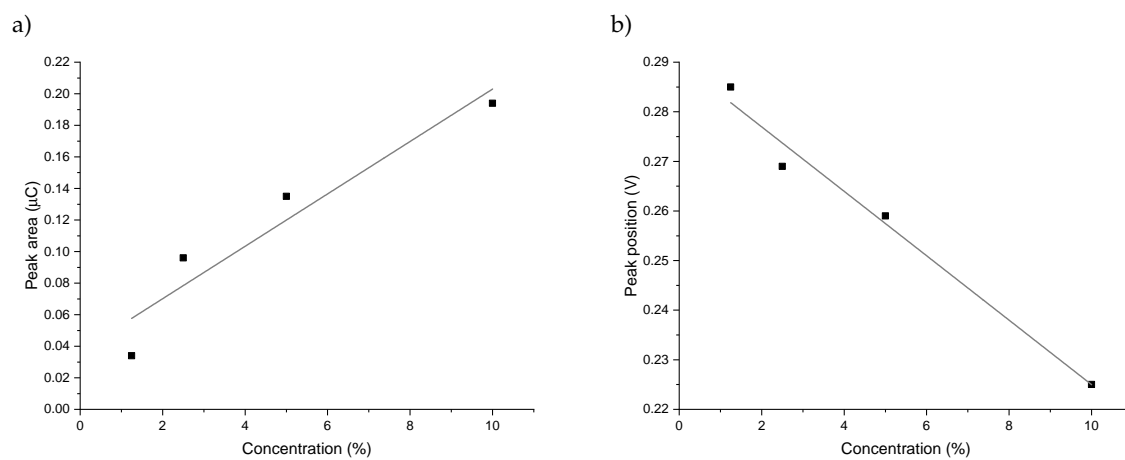 a)
0.22
0.20
0.18
0.16
0.14
0.12
0.10
0.08
0.06
0.04
0.02
0.00
Peak area (μC)
0 2 4 6 8 10
Concentration (%)
b)
0.29
0.28
0.27
0.26
0.25
0.24
0.23
0.22
Peak position (V)
0 2 4 6 8 10
Concentration (%)